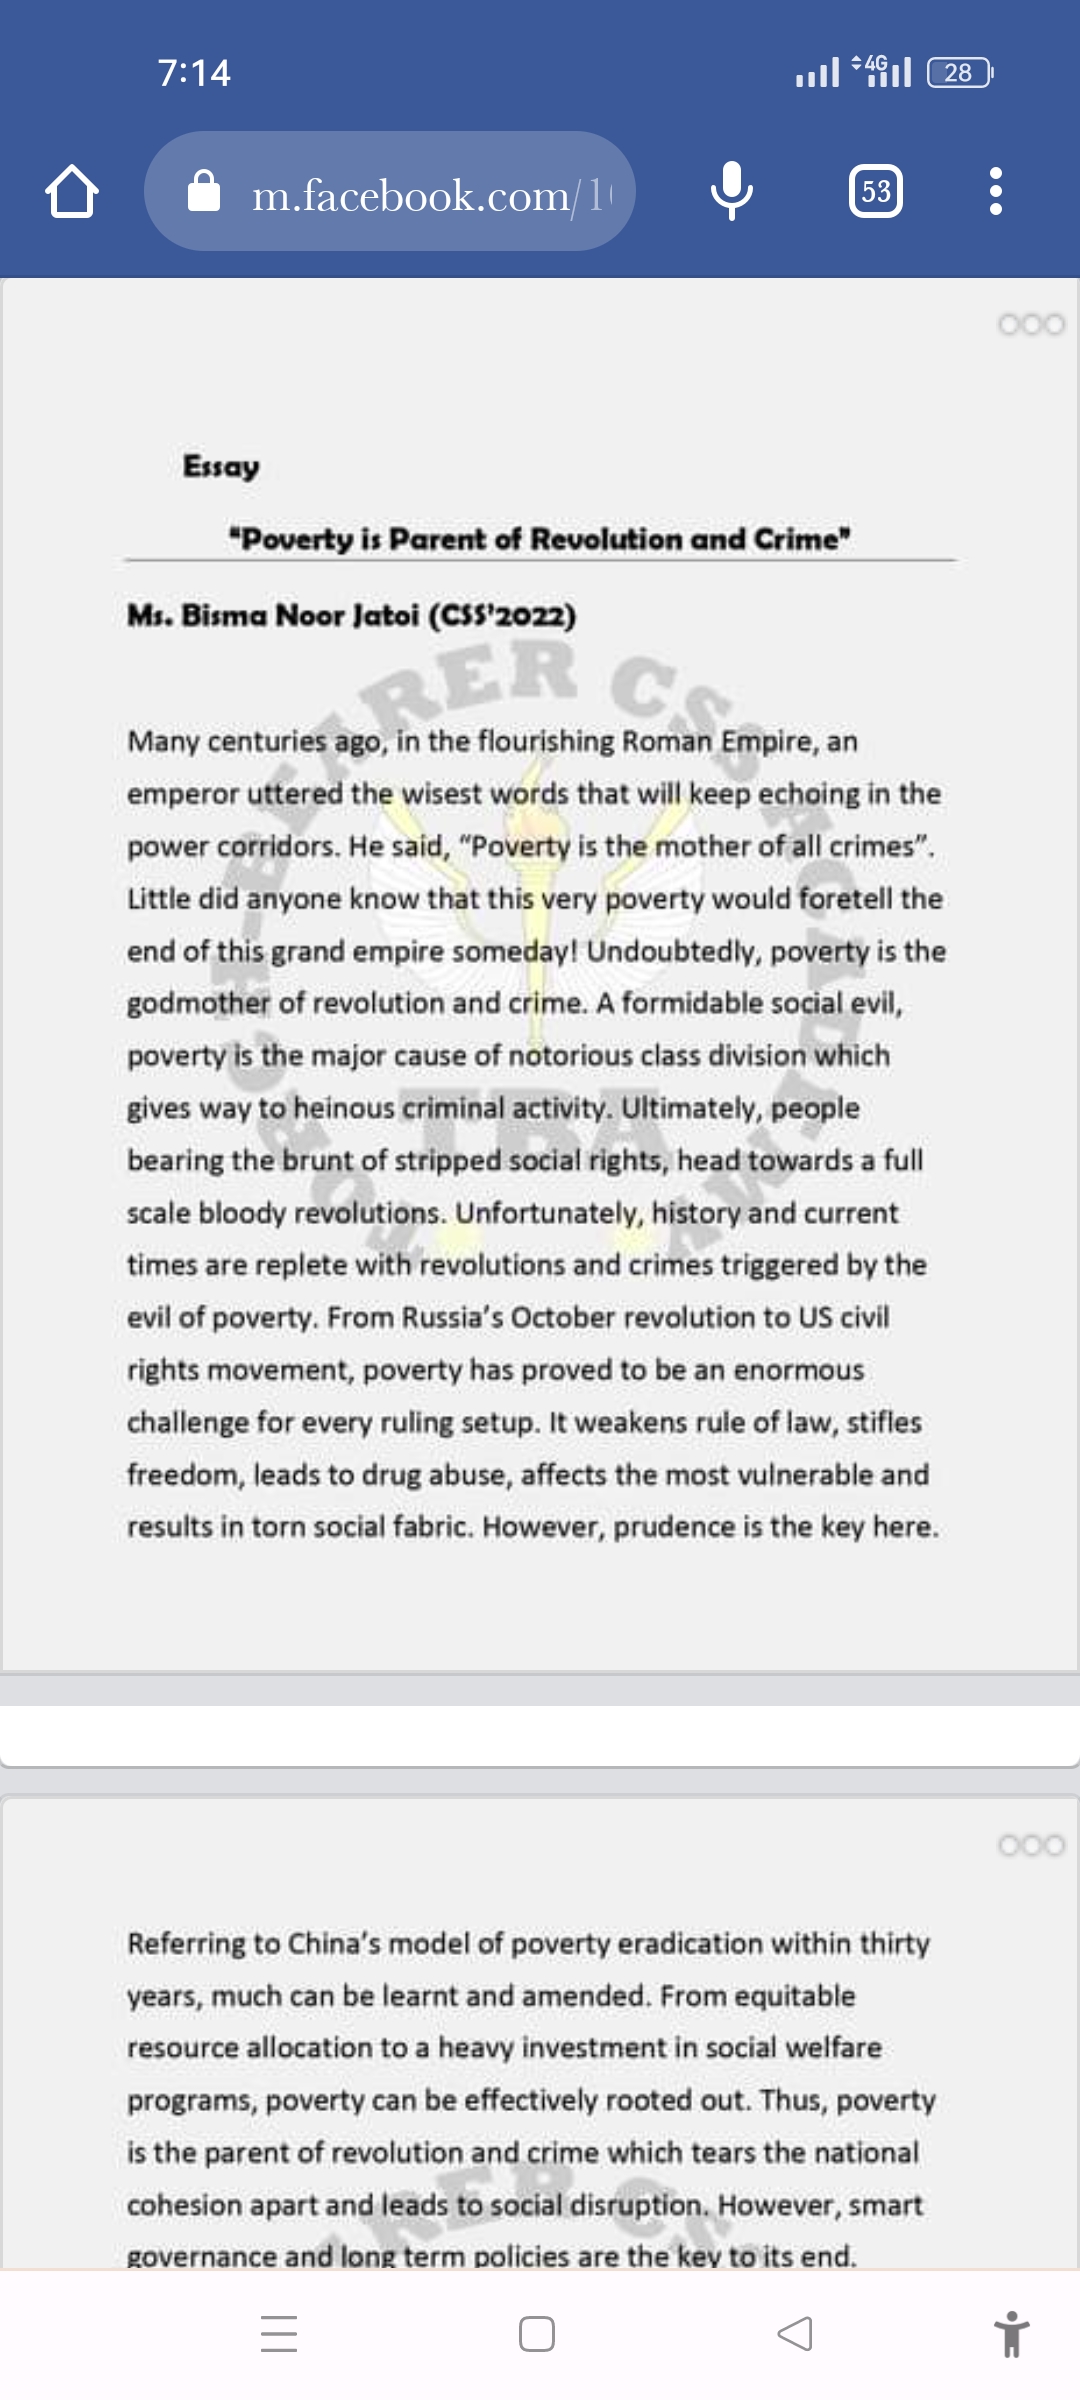 7:14
4G
28
m.facebook.com/1
53
Essay
"Poverty is Parent of Revolution and Crime"
Ms. Bisma Noor Jatoi (CSS'2022)
TORCH-BEARER CSS ACADEMY
TBA
Many centuries ago, in the flourishing Roman Empire, an
emperor uttered the wisest words that will keep echoing in the
power corridors. He said, “Poverty is the mother of all crimes”.
Little did anyone know that this very poverty would foretell the
end of this grand empire someday! Undoubtedly, poverty is the
godmother of revolution and crime. A formidable social evil,
poverty is the major cause of notorious class division which
gives way to heinous criminal activity. Ultimately, people
bearing the brunt of stripped social rights, head towards a full
scale bloody revolutions. Unfortunately, history and current
times are replete with revolutions and crimes triggered by the
evil of poverty. From Russia’s October revolution to US civil
rights movement, poverty has proved to be an enormous
challenge for every ruling setup. It weakens rule of law, stifles
freedom, leads to drug abuse, affects the most vulnerable and
results in torn social fabric. However, prudence is the key here.
Referring to China’s model of poverty eradication within thirty
years, much can be learnt and amended. From equitable
resource allocation to a heavy investment in social welfare
programs, poverty can be effectively rooted out. Thus, poverty
is the parent of revolution and crime which tears the national
cohesion apart and leads to social disruption. However, smart
governance and long term policies are the key to its end.